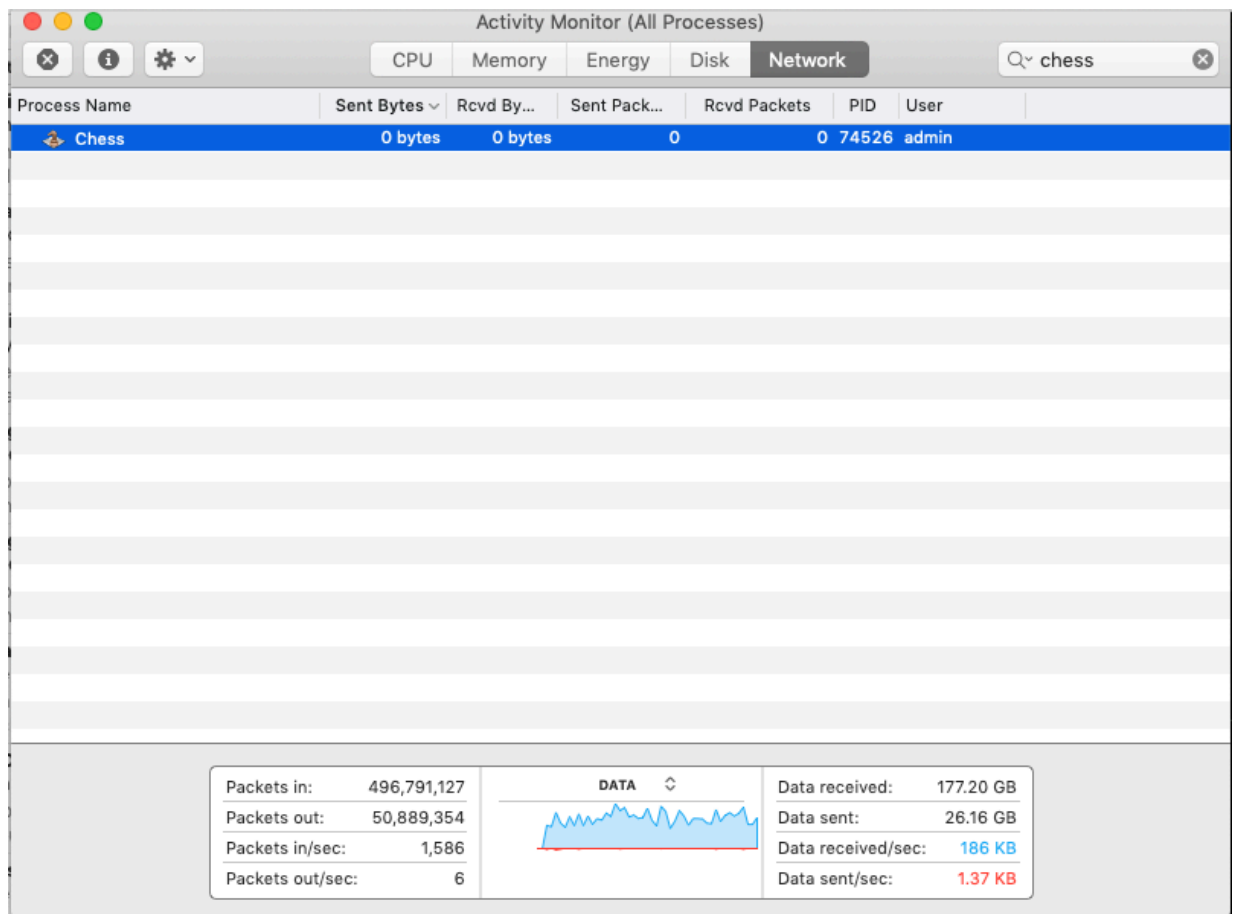 Activity Monitor (All Processes)
CPU Memory Energy Disk Network chess
Process Name Sent Bytes Rcvd By... Sent Pack... Rcvd Packets PID User
Chess 0 bytes 0 bytes 0 0 74526 admin
Packets in: 496,791,127
Packets out: 50,889,354
Packets in/sec: 1,586
Packets out/sec: 6
DATA
Data received: 177.20 GB
Data sent: 26.16 GB
Data received/sec: 186 KB
Data sent/sec: 1.37 KB